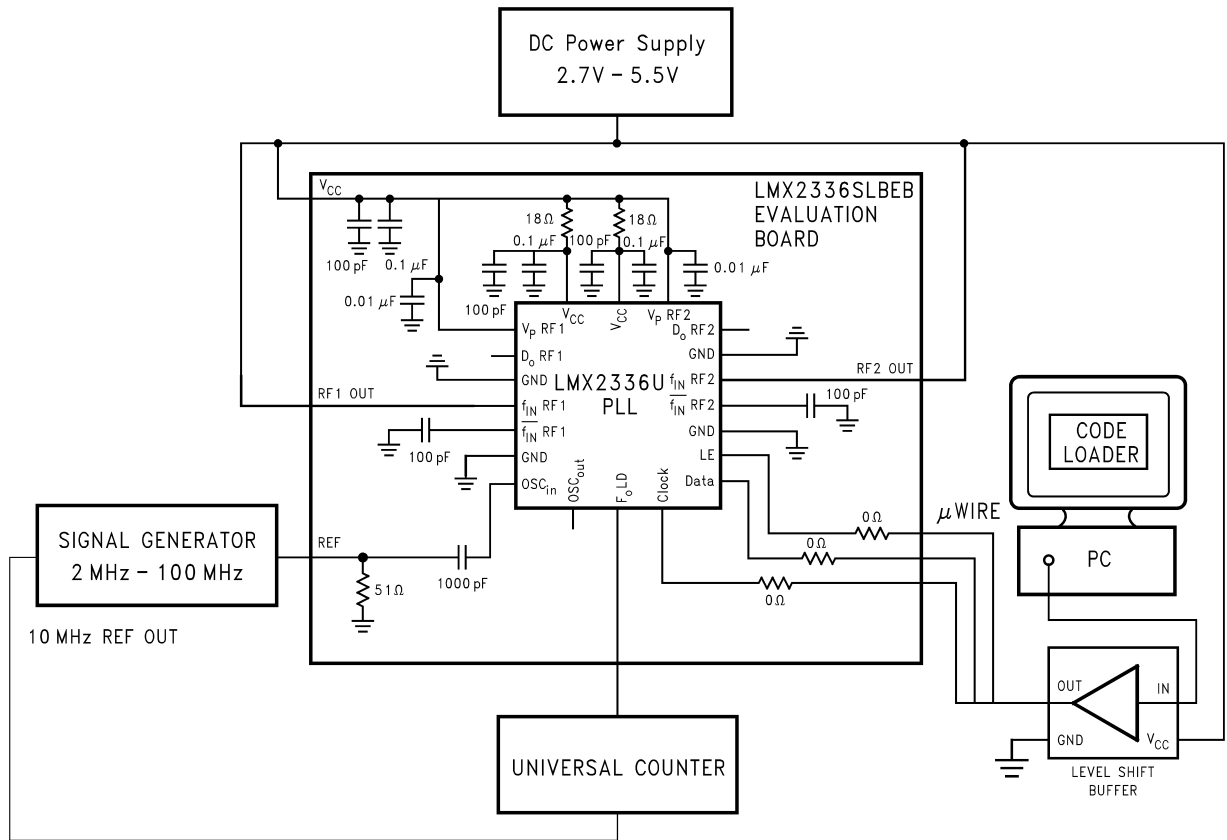 DC Power Supply
2.7V – 5.5V
V_CC
LMX2336SLBEB
EVALUATION
BOARD
18Ω
18Ω
100 pF
0.1 μF
0.1 μF
100 pF
0.1 μF
0.01 μF
0.01 μF
100 pF
V_CC
V_CC
V_P RF2
V_P RF1
D_o RF2
D_o RF1
GND
GND
RF2 OUT
LMX2336U
PLL
f_IN RF2
RF1 OUT
f_IN RF1
f̅_I̅N̅ RF2
100 pF
f̅_I̅N̅ RF1
100 pF
GND
GND
LE
OSC_in
OSC_out
F_oLD
Clock
Data
CODE
LOADER
μWIRE
0Ω
0Ω
0Ω
PC
SIGNAL GENERATOR
2 MHz – 100 MHz
REF
51Ω
1000 pF
10 MHz REF OUT
OUT
IN
GND
V_CC
LEVEL SHIFT
BUFFER
UNIVERSAL COUNTER